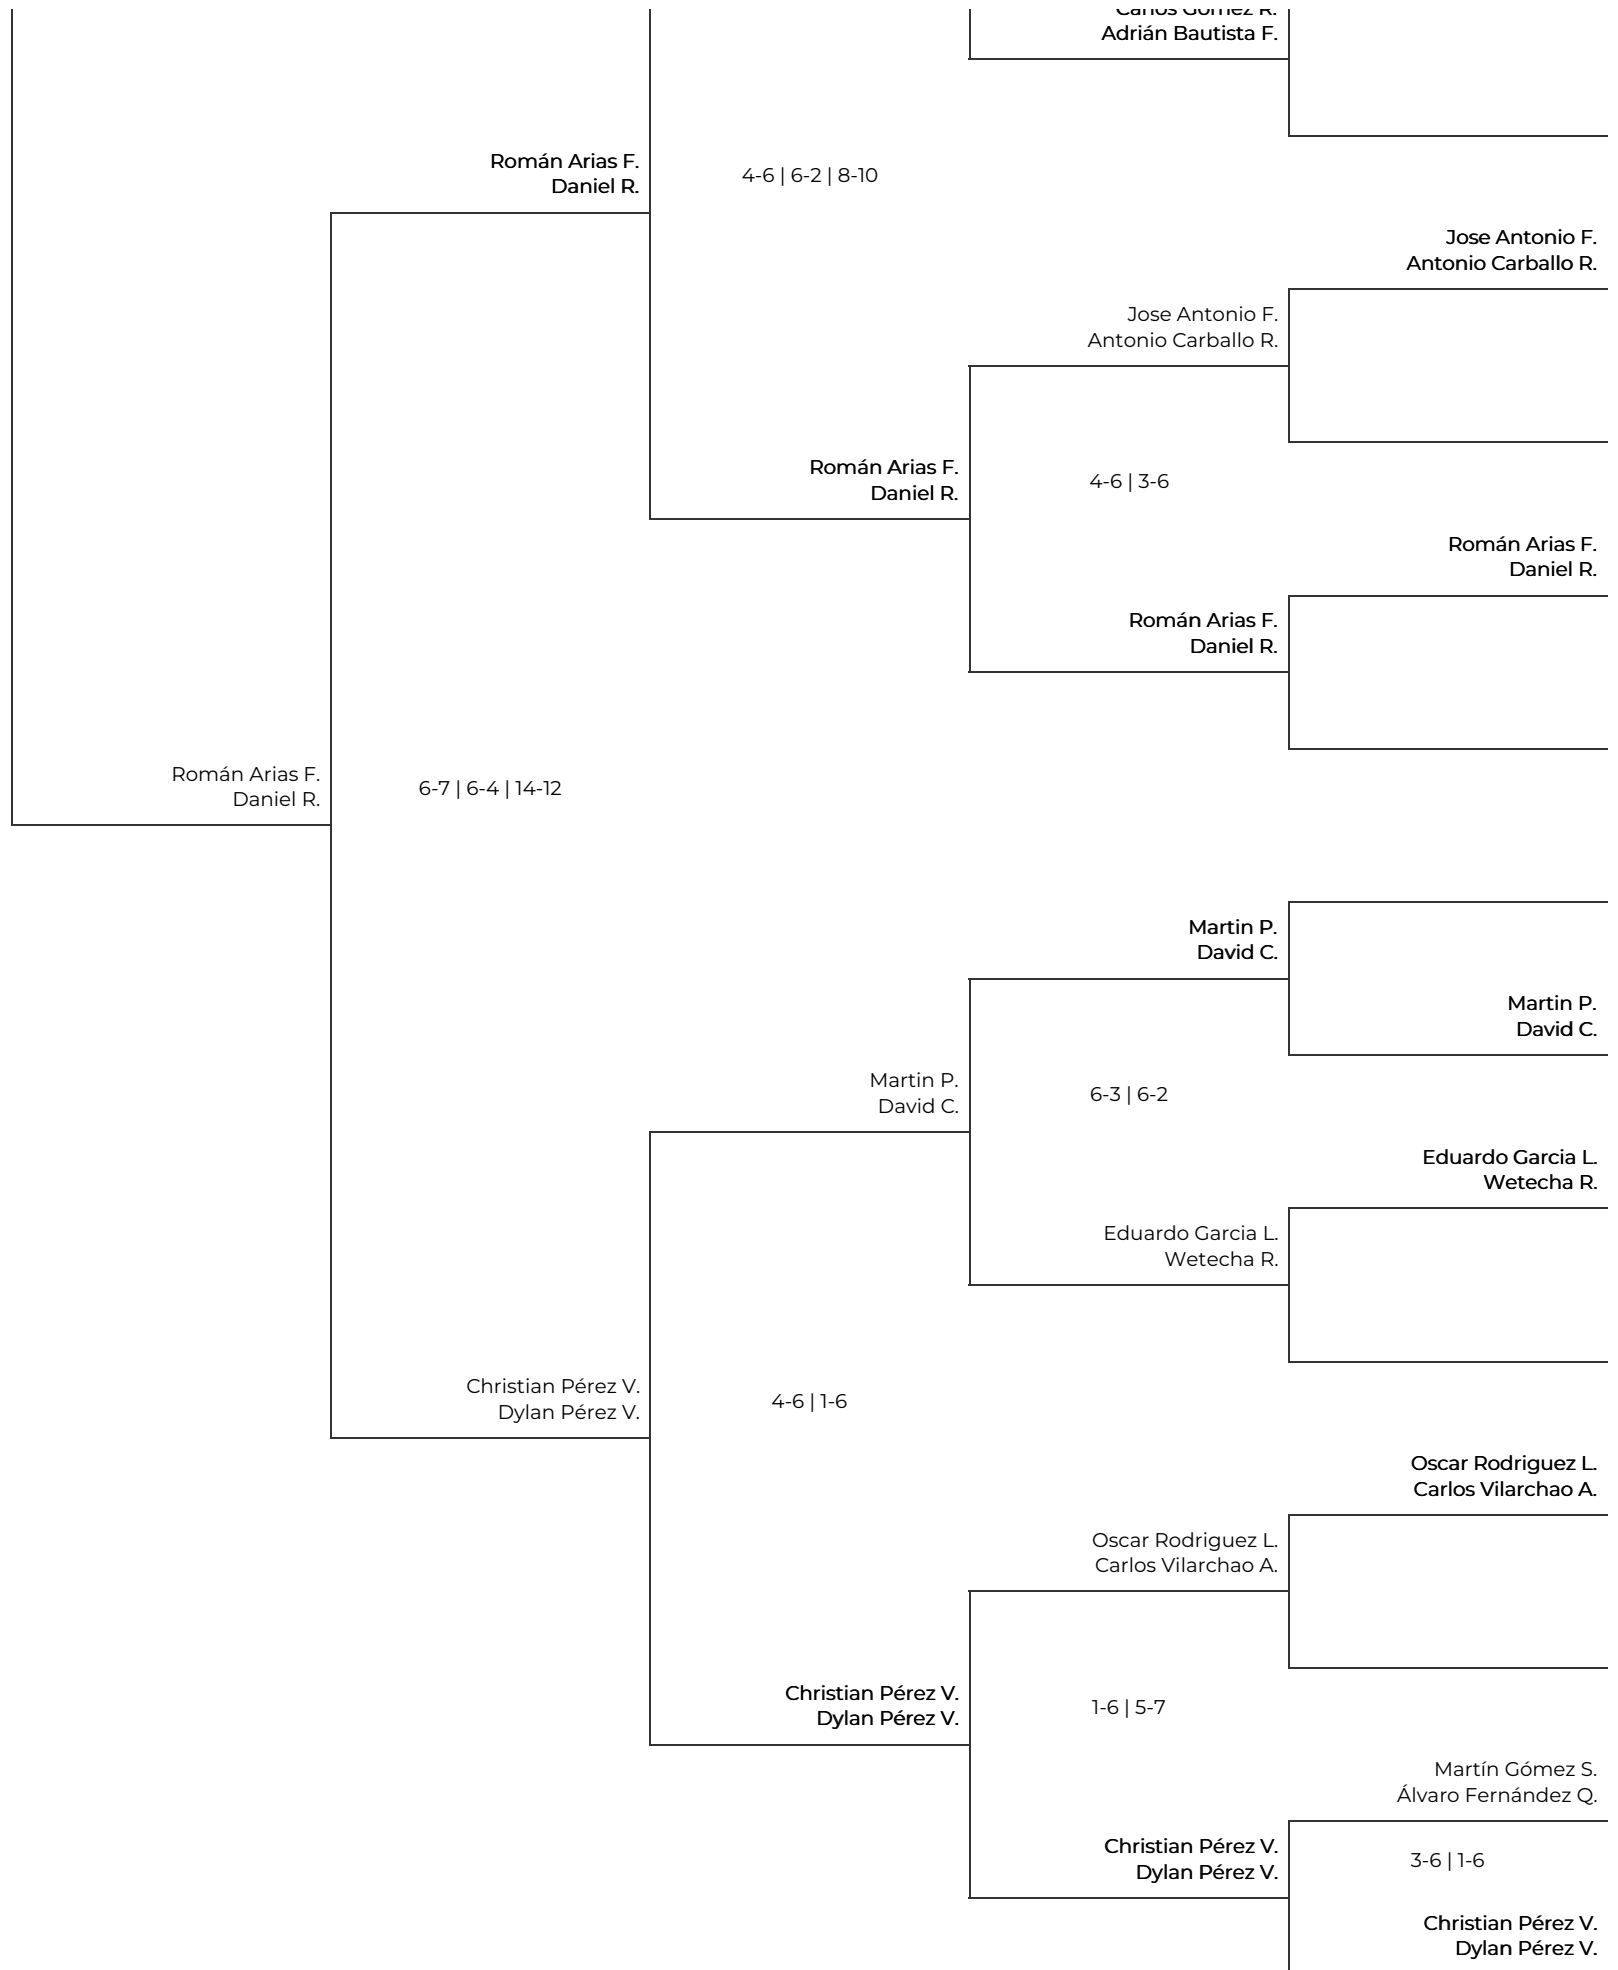 Carlos Gómez R.
Adrián Bautista F.
Román Arias F.
Daniel R.
4-6 | 6-2 | 8-10
Jose Antonio F.
Antonio Carballo R.
Jose Antonio F.
Antonio Carballo R.
Román Arias F.
Daniel R.
4-6 | 3-6
Román Arias F.
Daniel R.
Román Arias F.
Daniel R.
Román Arias F.
Daniel R.
6-7 | 6-4 | 14-12
Martin P.
David C.
Martin P.
David C.
Martin P.
David C.
6-3 | 6-2
Eduardo Garcia L.
Wetecha R.
Eduardo Garcia L.
Wetecha R.
Christian Pérez V.
Dylan Pérez V.
4-6 | 1-6
Oscar Rodriguez L.
Carlos Vilarchao A.
Oscar Rodriguez L.
Carlos Vilarchao A.
Christian Pérez V.
Dylan Pérez V.
1-6 | 5-7
Martín Gómez S.
Álvaro Fernández Q.
Christian Pérez V.
Dylan Pérez V.
3-6 | 1-6
Christian Pérez V.
Dylan Pérez V.